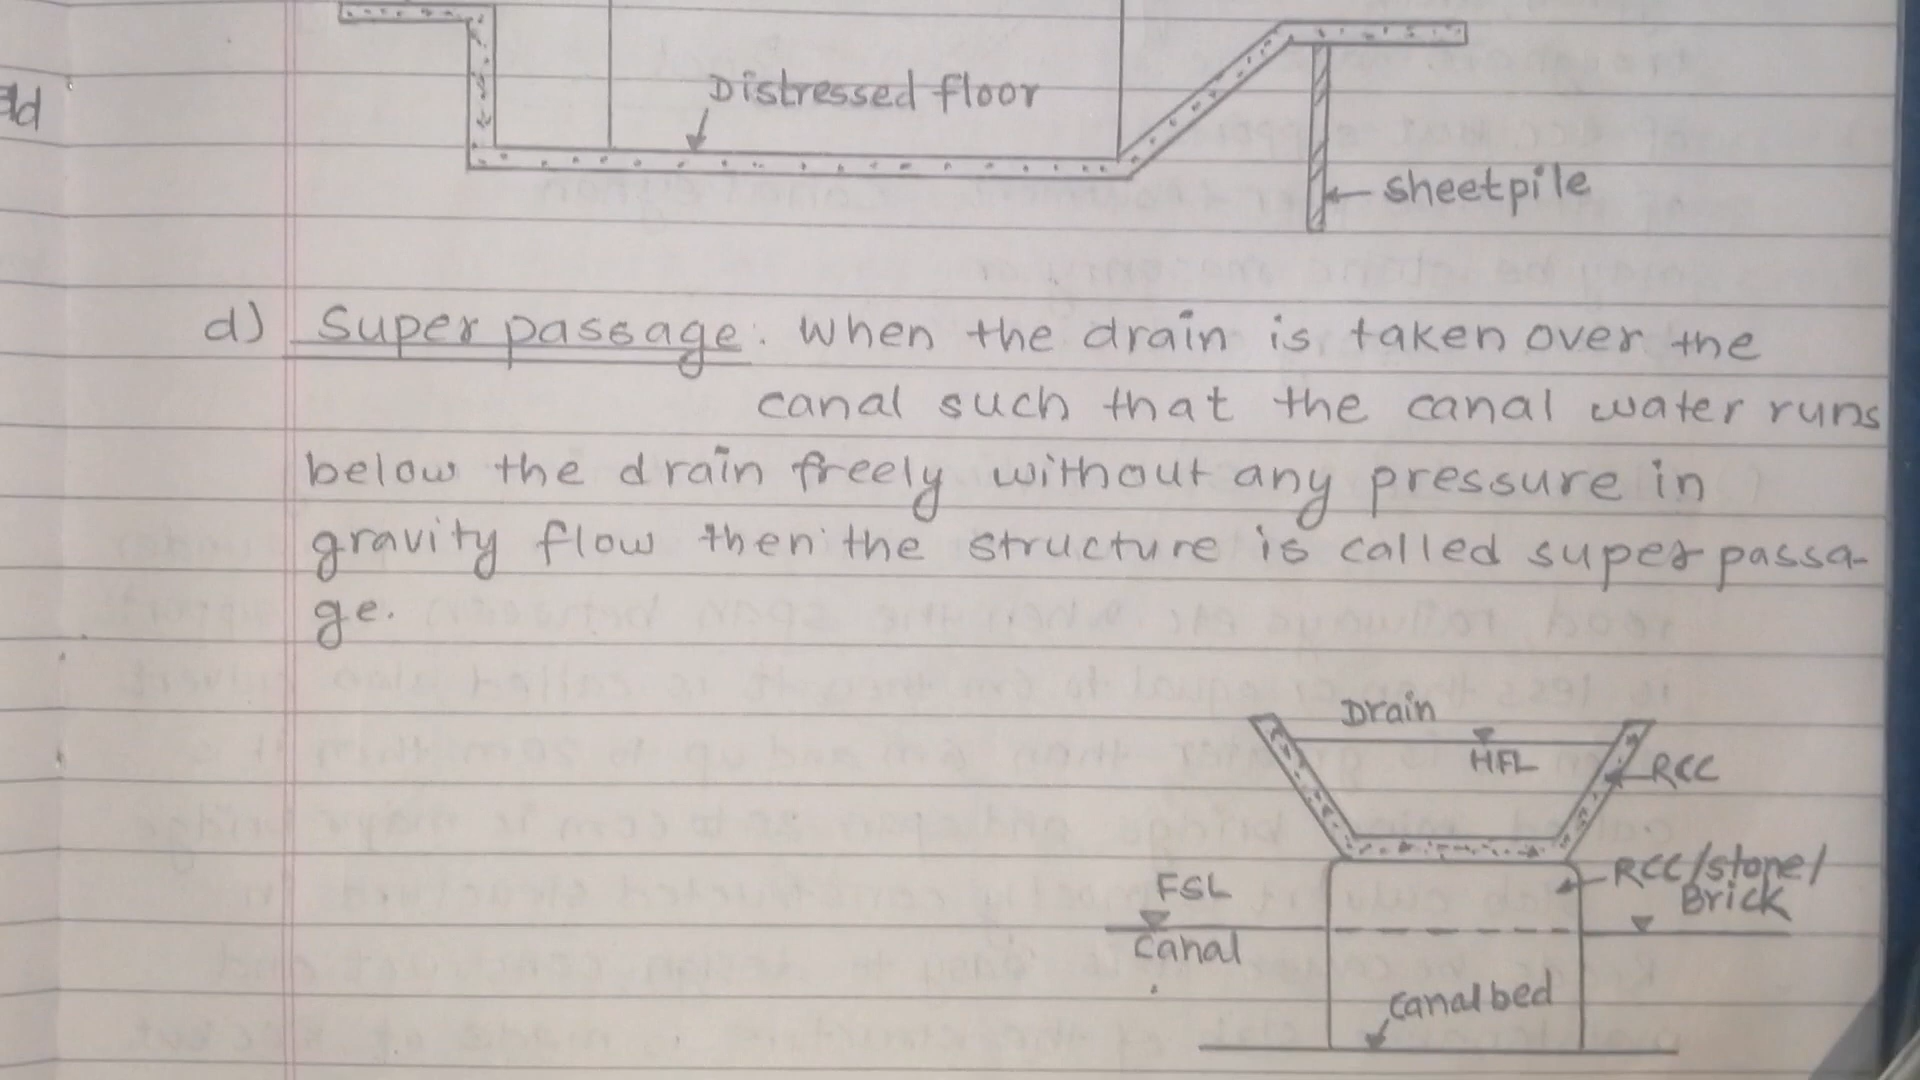 Distressed floor
sheetpile
d) Super passage. When the drain is taken over the
canal such that the canal water runs
below the drain freely without any pressure in
gravity flow then the structure is called super passa-
ge.
Drain
HFL
RCC
RCC/stone/
Brick
FSL
Canal
canal bed